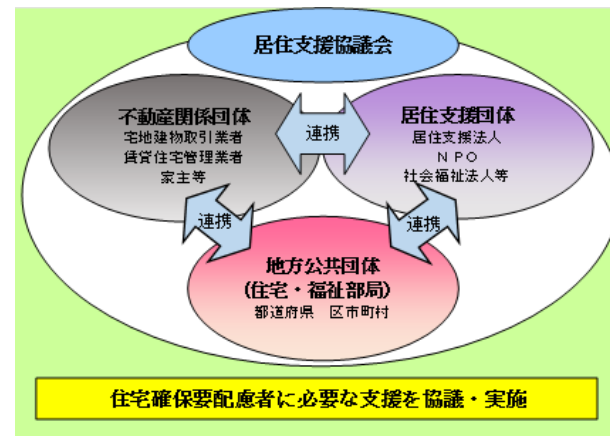 居住支援協議会
不動産関係団体
宅地建物取引業者
賃貸住宅管理業者
家主等
連携
居住支援団体
居住支援法人
NPO
社会福祉法人等
連携
連携
地方公共団体
(住宅・福祉部局)
都道府県 区市町村
住宅確保要配慮者に必要な支援を協議・実施